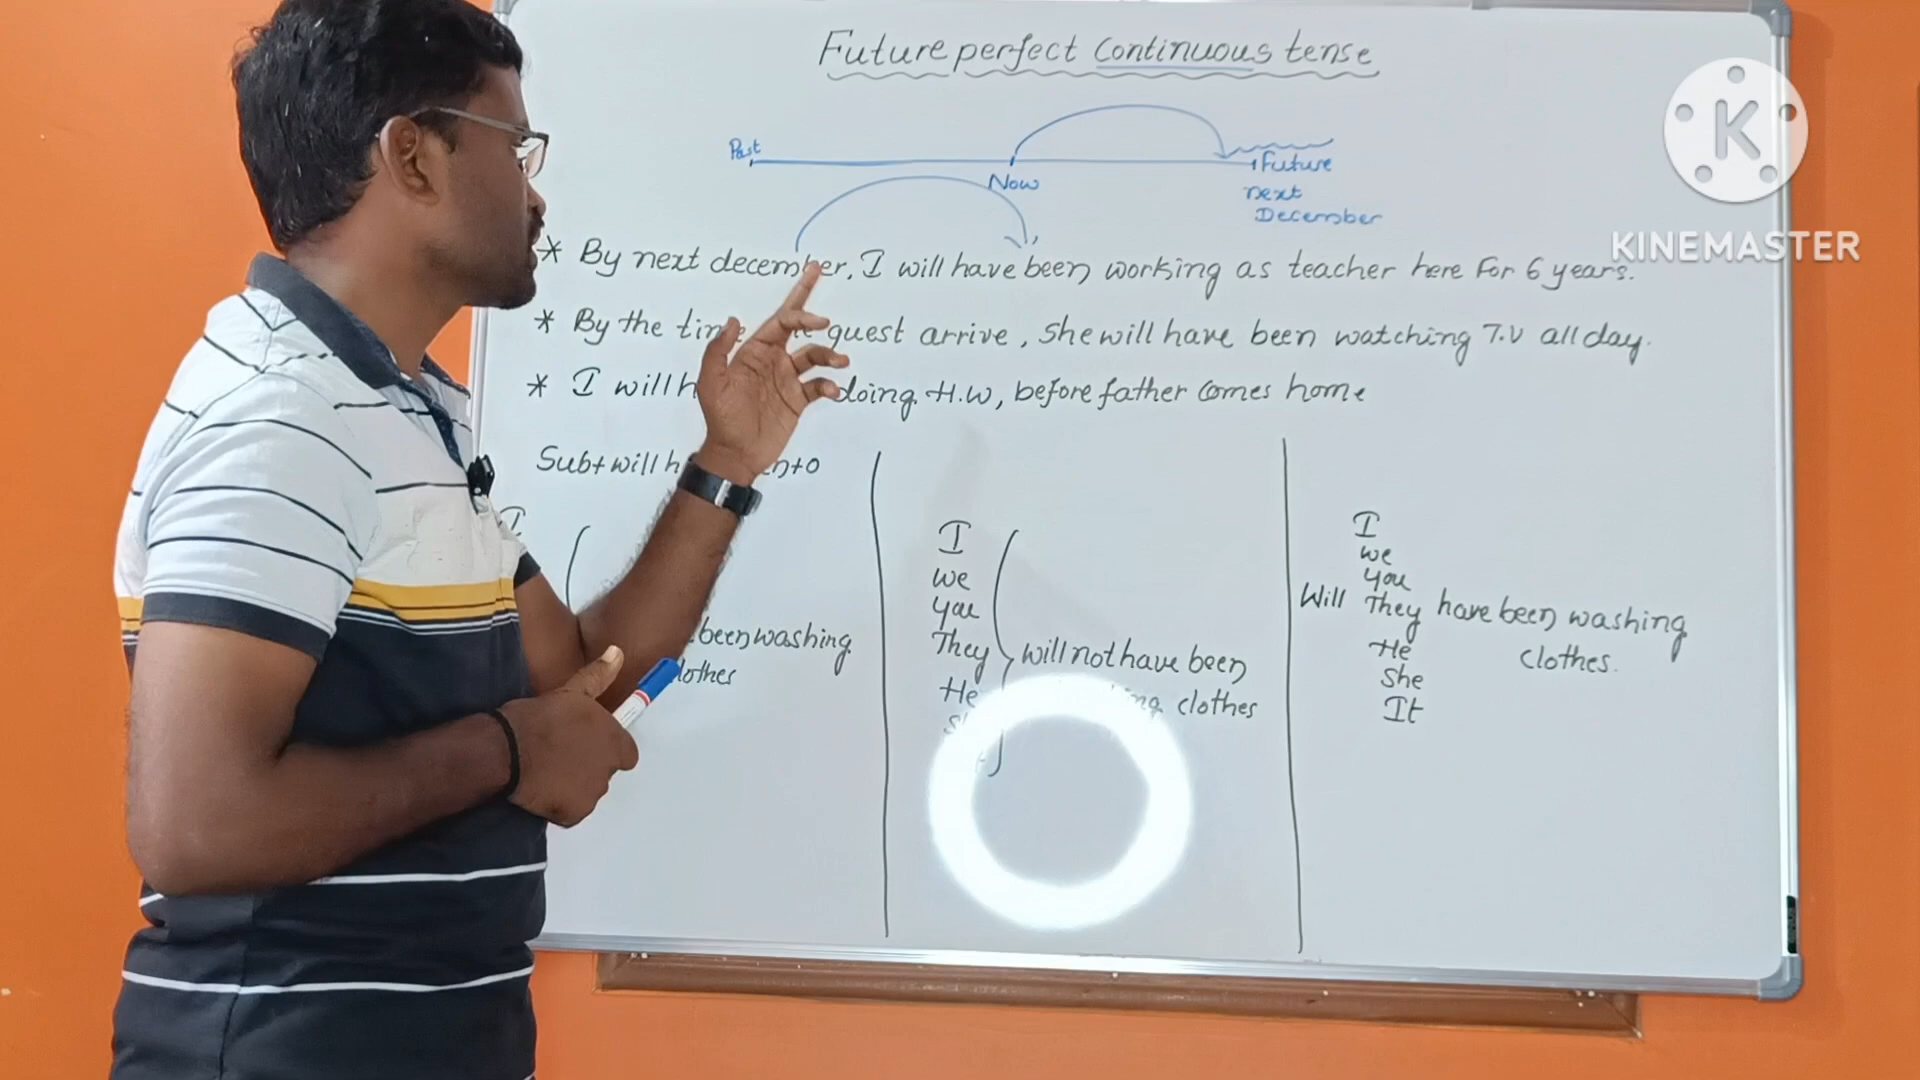 Future perfect continuous tense
Past
Now
Future
next
December
* By next december, I will have been working as teacher here for 6 years.
* By the guest arrive, She will have been watching T.V all day.
* I will doing H.W, before father comes home
Sub+will +o
I
been washing
clothes
I
we
you
They
He
will not have been
clothes
I
we
you
Will They have been washing
He
clothes.
She
It
K
KINEMASTER